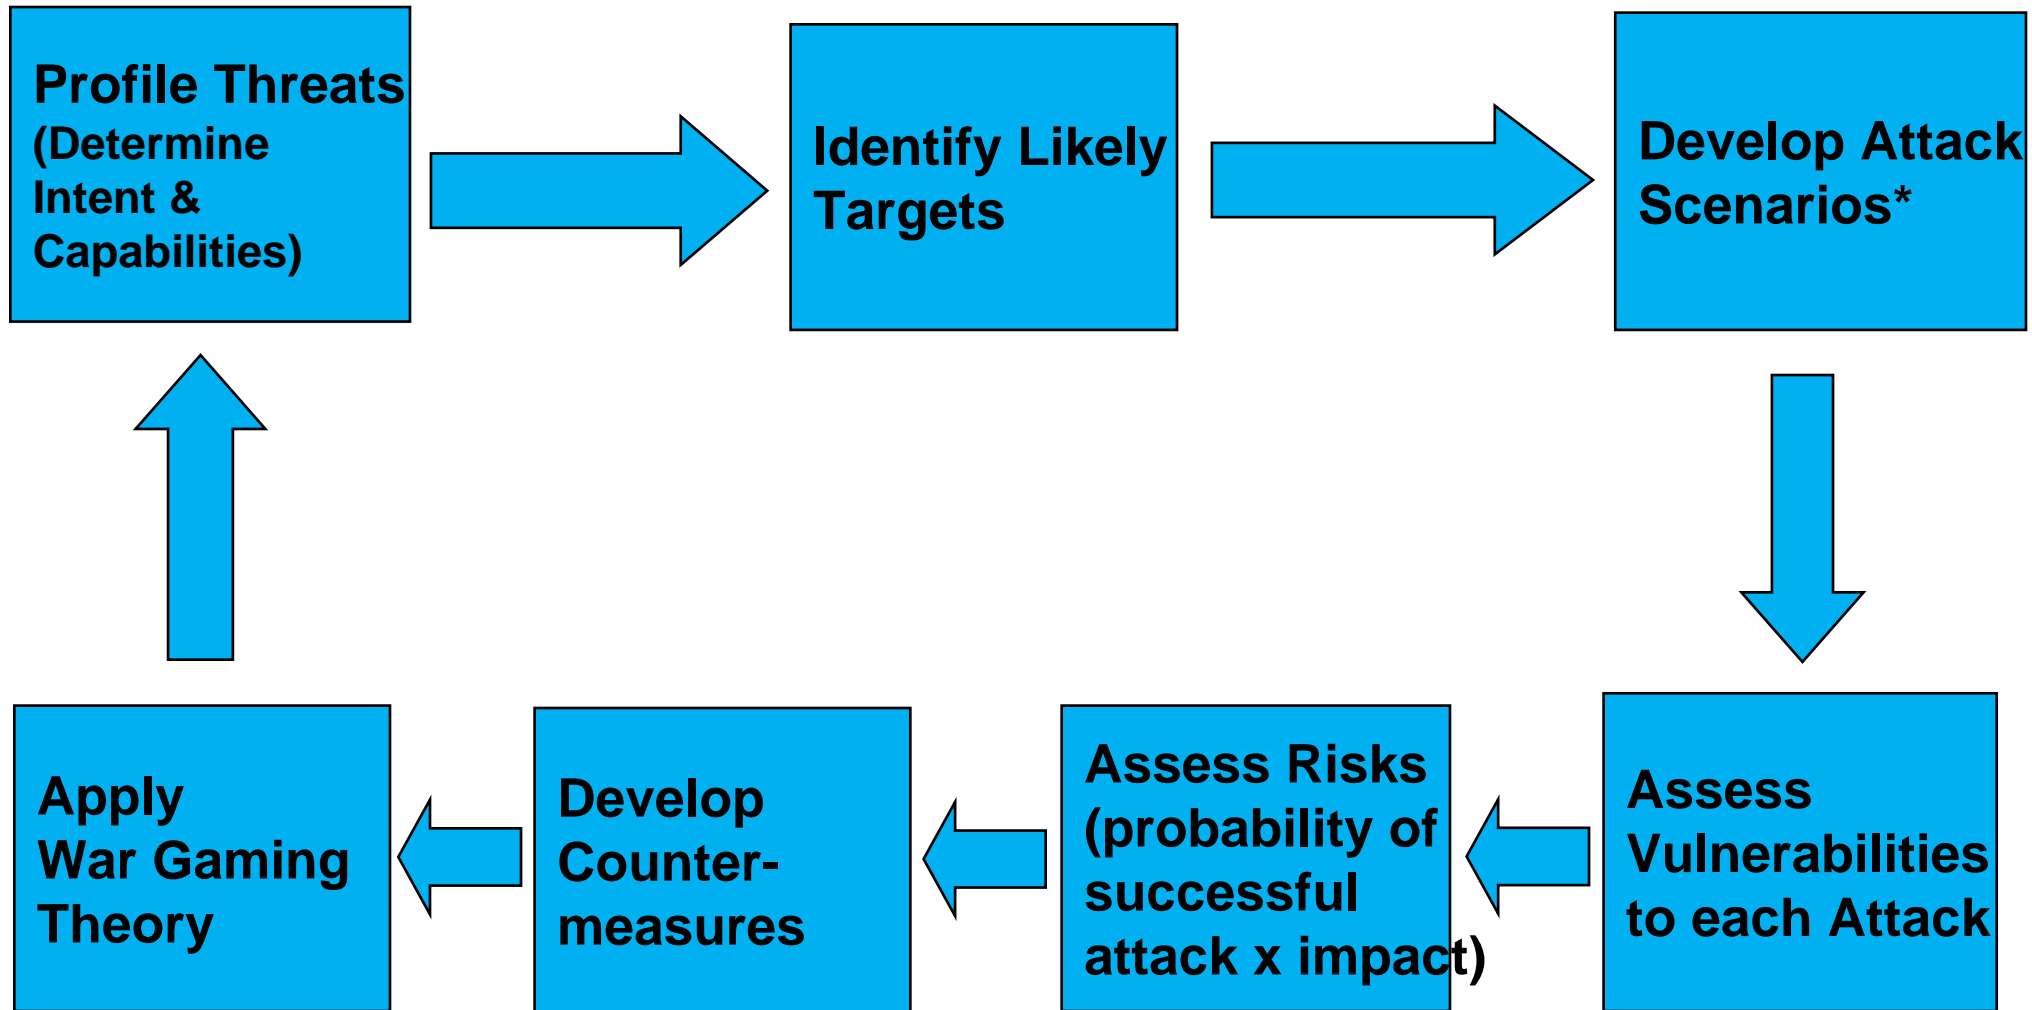 Profile Threats
(Determine
Intent &
Capabilities)
Identify Likely
Targets
Develop Attack
Scenarios*
Apply
War Gaming
Theory
Develop
Counter-
measures
Assess Risks
(probability of
successful
attack x impact)
Assess
Vulnerabilities
to each Attack